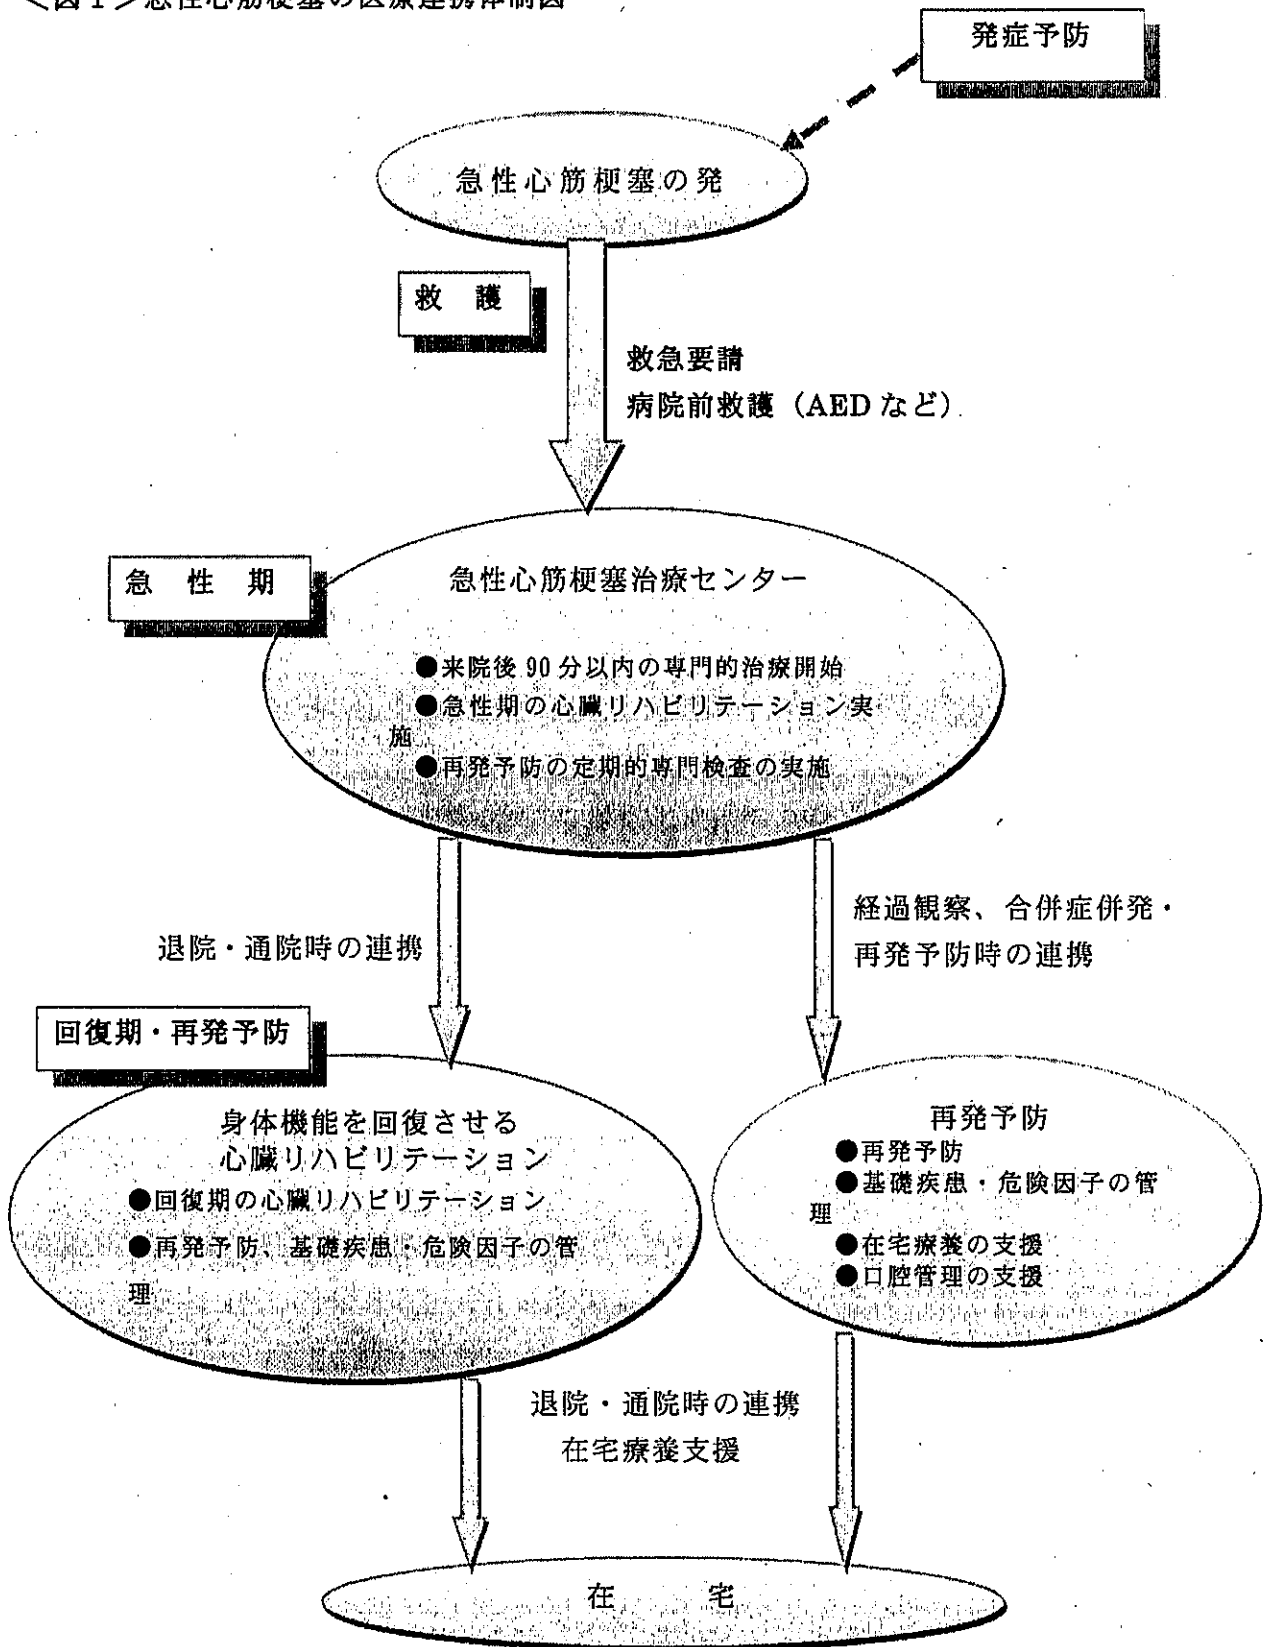 ＜図１＞急性心筋梗塞の医療連携体制図
発症予防
急性心筋梗塞の発
救　護
救急要請
病院前救護（AED など）
急　性　期
急性心筋梗塞治療センター
●来院後 90 分以内の専門的治療開始
●急性期の心臓リハビリテーション実
施
●再発予防の定期的専門検査の実施
退院・通院時の連携
経過観察、合併症併発・
再発予防時の連携
回復期・再発予防
身体機能を回復させる
心臓リハビリテーション
●回復期の心臓リハビリテーション
●再発予防、基礎疾患・危険因子の管
理
再発予防
●再発予防
●基礎疾患・危険因子の管
理
●在宅療養の支援
●口腔管理の支援
退院・通院時の連携
在宅療養支援
在　　宅